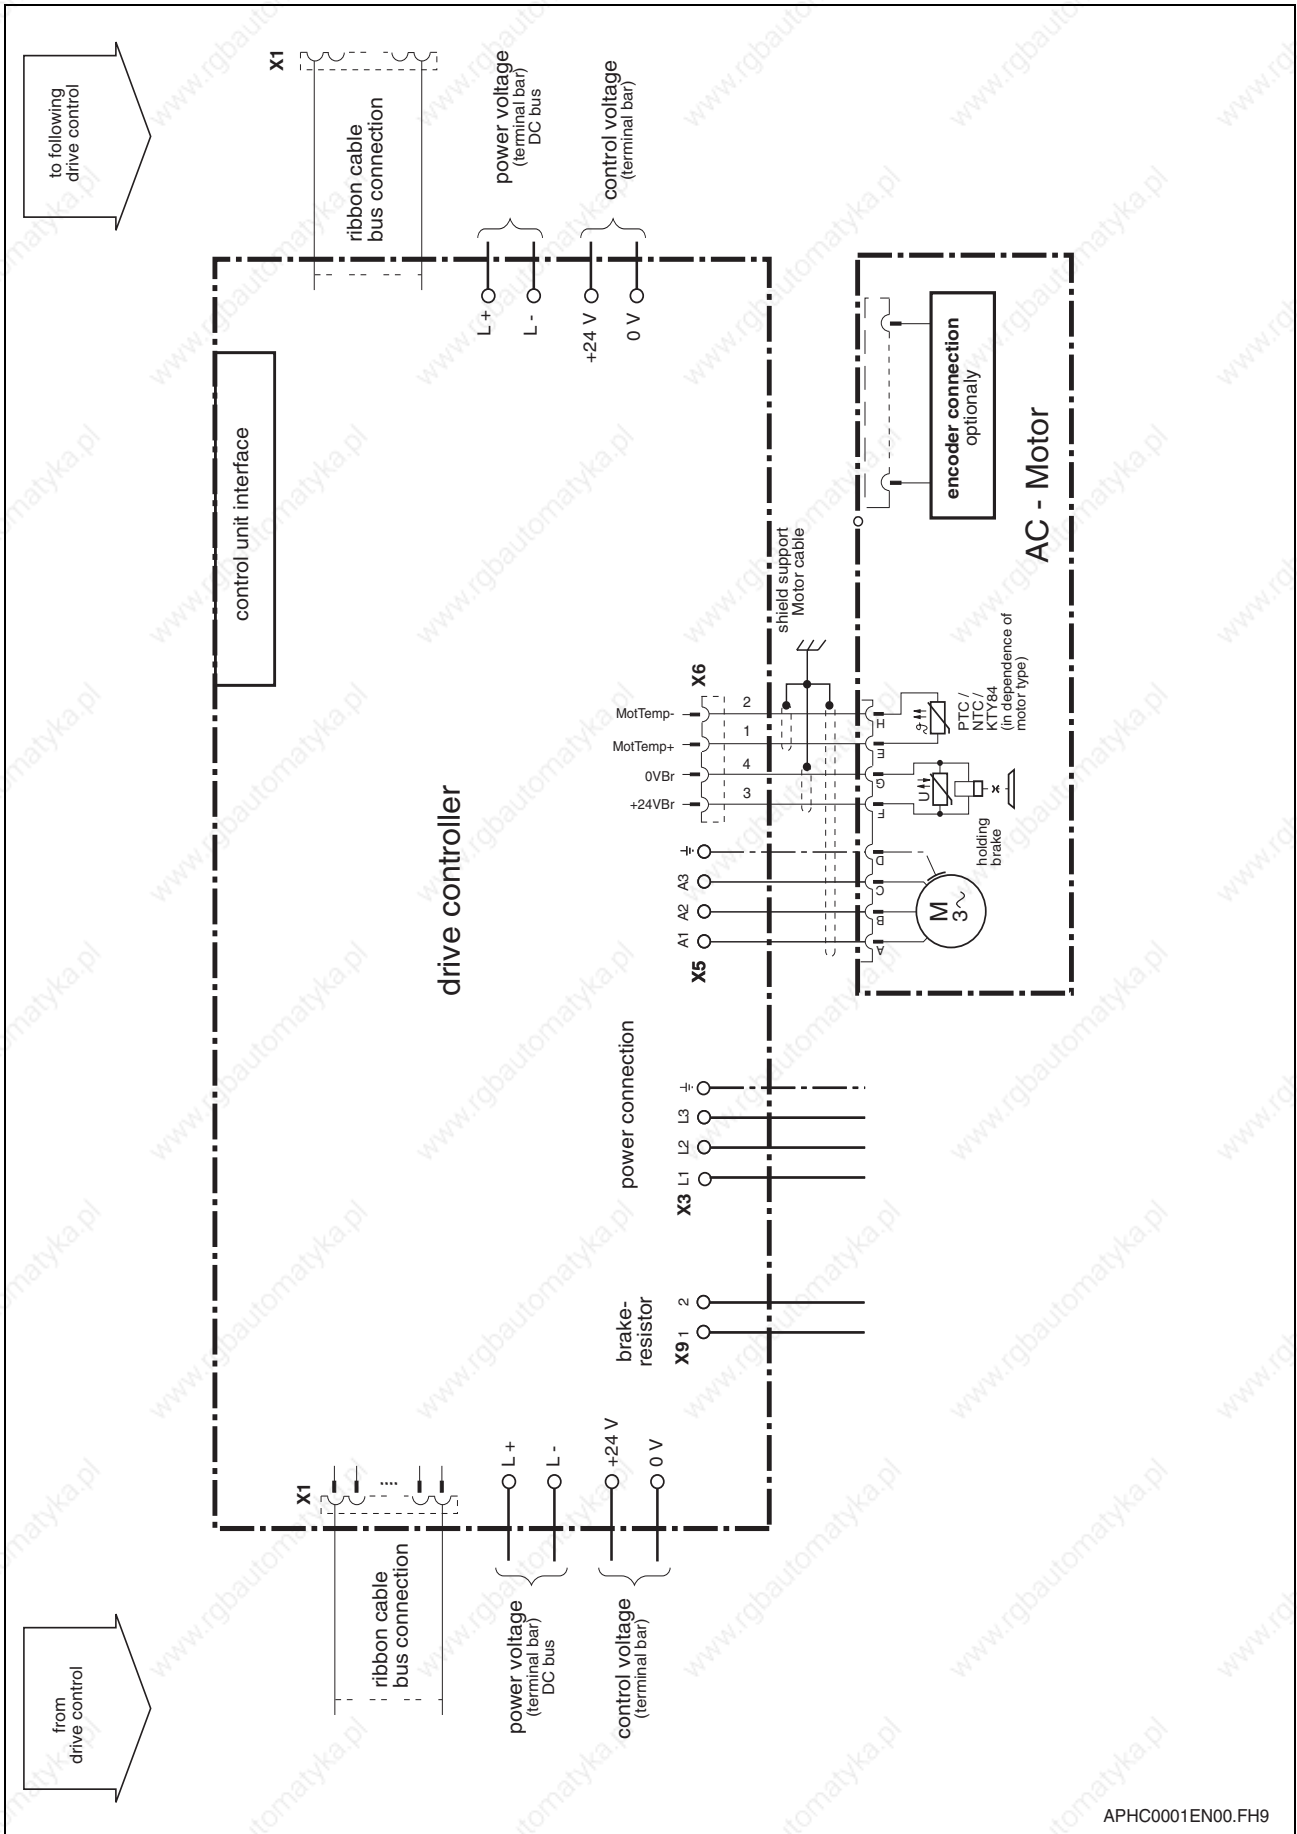 to following
drive control
X1
ribbon cable
bus connection
power voltage
(terminal bar)
DC bus
control voltage
(terminal bar)
L +
L -
+24 V
0 V
control unit interface
drive controller
encoder connection
optionaly
AC - Motor
shield support
Motor cable
X6
MotTemp-
2
MotTemp+
1
0VBr
4
+24VBr
3
H
E
G
F
D
C
B
A
PTC /
NTC /
KTY84
(in dependence of
motor type)
ϑ
U
holding
brake
M
3~
A3
A2
A1
X5
power connection
L3
L2
L1
X3
brake-
resistor
2
1
X9
L +
L -
+24 V
0 V
X1
....
ribbon cable
bus connection
power voltage
(terminal bar)
DC bus
control voltage
(terminal bar)
from
drive control
APHC0001EN00.FH9
www.rgbautomatyka.pl